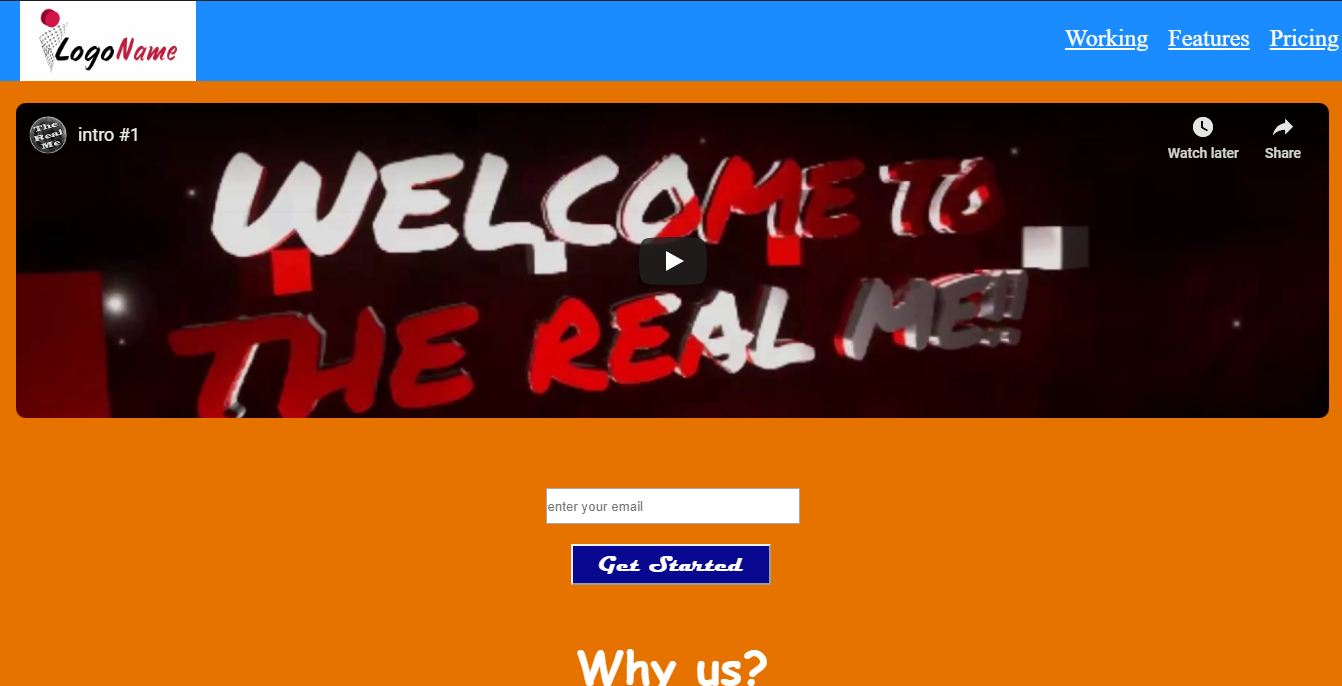 LogoName
Working Features Pricing
The
Real
Me
intro #1
Watch later Share
WELCOME TO
THE REAL ME!!
enter your email
Get Started
Why us?